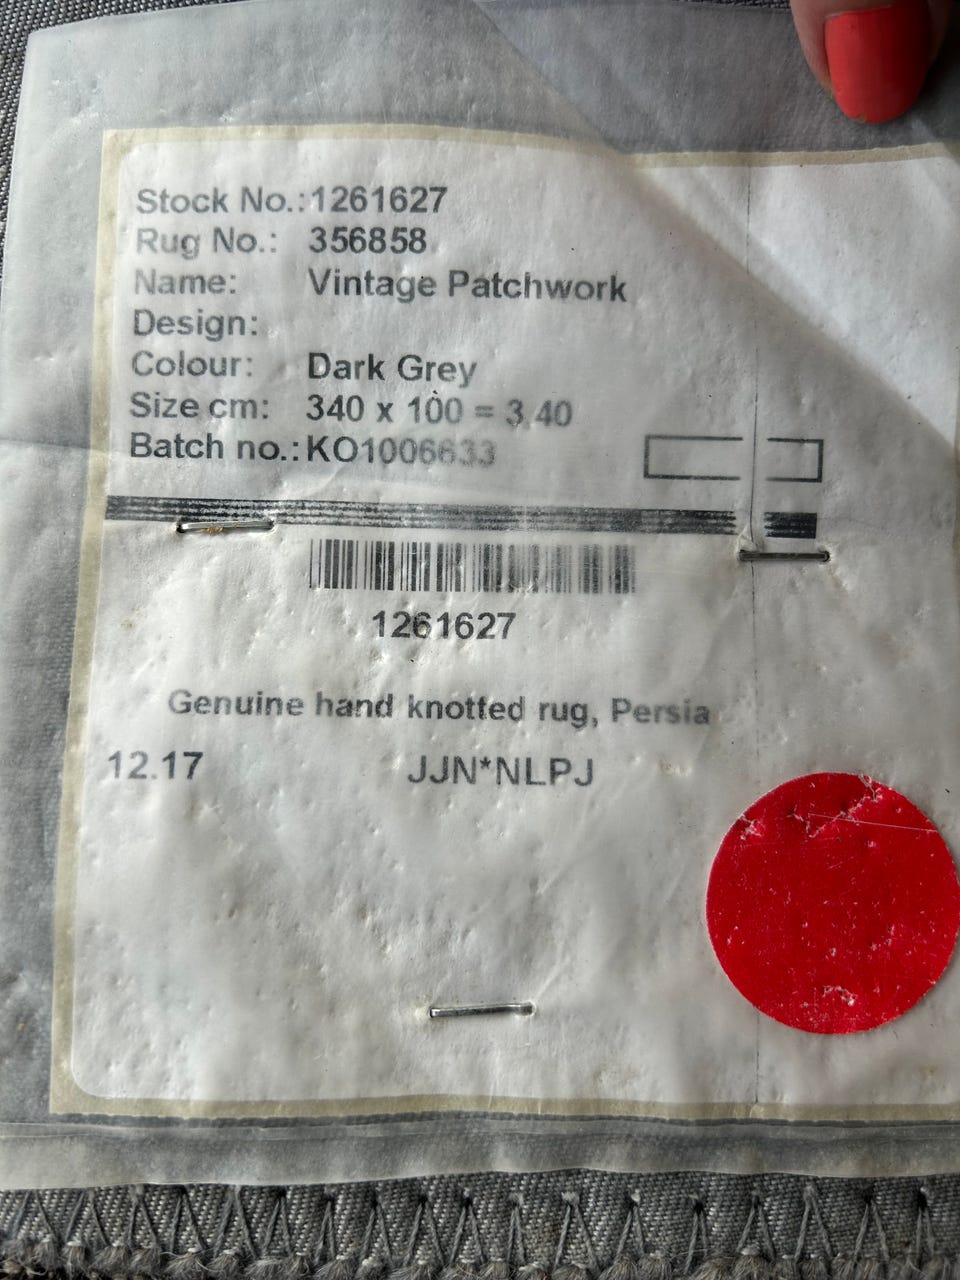 Stock No.: 1261627
Rug No.: 356858
Name: Vintage Patchwork
Design:
Colour: Dark Grey
Size cm: 340 x 100 = 3,40
Batch no.: KO1006633
1261627
Genuine hand knotted rug, Persia
12.17 JJN*NLPJ